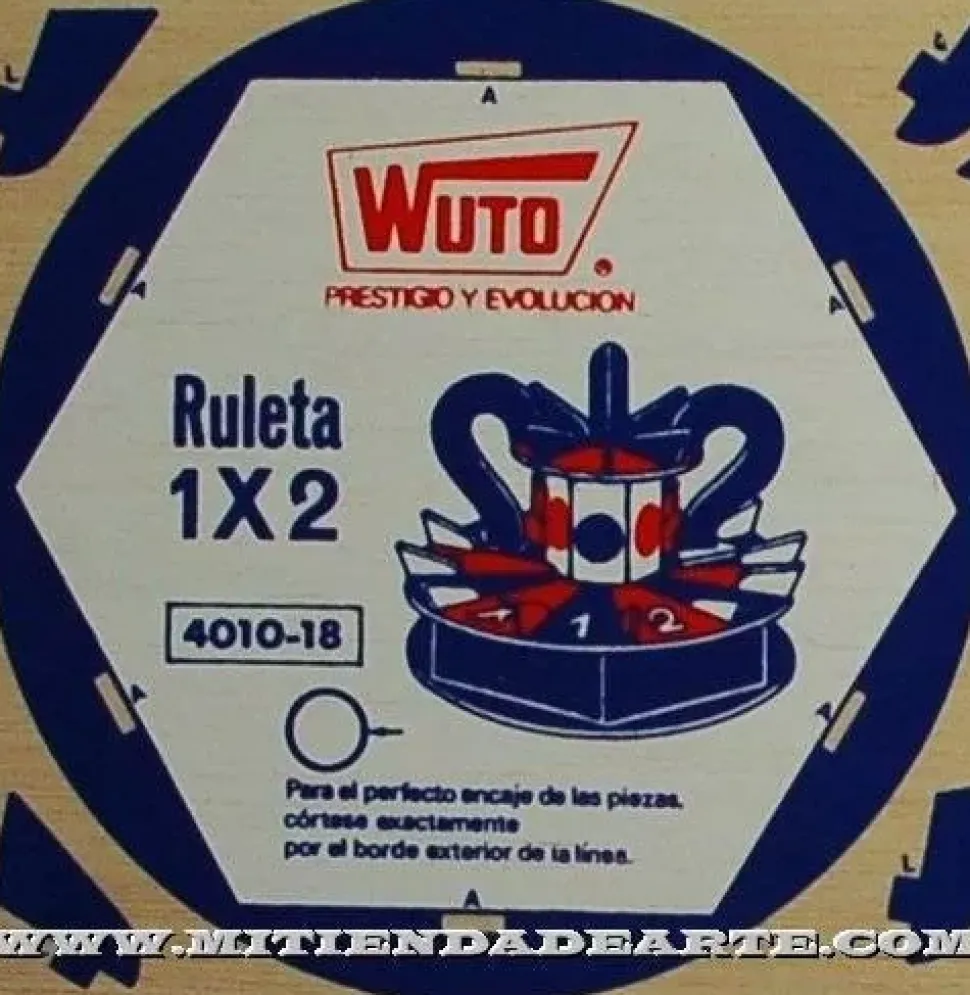 L
G
A
WUTO
PRESTIGIO Y EVOLUCION
A
A
Ruleta
1X2
4010-18
1
2
A
A
Para el perfecto encaje de las piezas,
córtese exactamente
por el borde exterior de la línea.
L
A
WWW.MITIENDADEARTE.COM